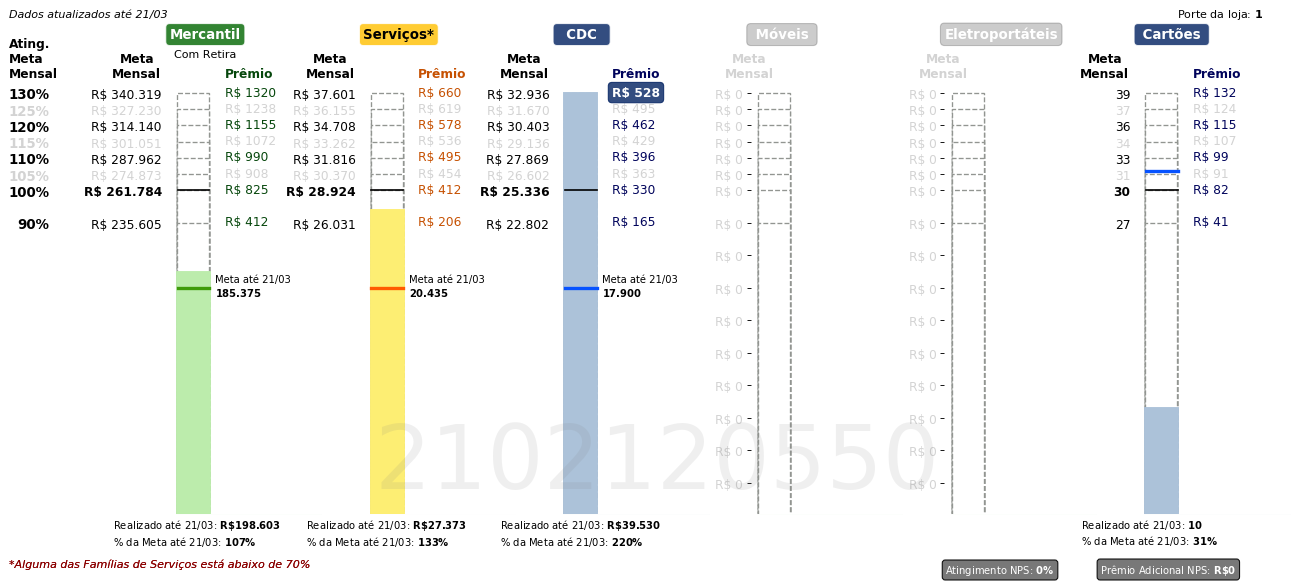 Dados atualizados até 21/03
Porte da loja: 1
Mercantil Serviços* CDC Móveis Eletroportáteis Cartões
Com Retira
Ating. Meta Mensal
Meta Mensal Prêmio Meta Mensal Prêmio Meta Mensal Prêmio Meta Mensal Meta Mensal Meta Mensal Prêmio
130% R$ 340.319 R$ 1320 R$ 37.601 R$ 660 R$ 32.936 R$ 528 R$ 0 R$ 0 39 R$ 132
125% R$ 327.230 R$ 1238 R$ 36.155 R$ 619 R$ 31.670 R$ 495 R$ 0 R$ 0 37 R$ 124
120% R$ 314.140 R$ 1155 R$ 34.708 R$ 578 R$ 30.403 R$ 462 R$ 0 R$ 0 36 R$ 115
115% R$ 301.051 R$ 1072 R$ 33.262 R$ 536 R$ 29.136 R$ 429 R$ 0 R$ 0 34 R$ 107
110% R$ 287.962 R$ 990 R$ 31.816 R$ 495 R$ 27.869 R$ 396 R$ 0 R$ 0 33 R$ 99
105% R$ 274.873 R$ 908 R$ 30.370 R$ 454 R$ 26.602 R$ 363 R$ 0 R$ 0 31 R$ 91
100% R$ 261.784 R$ 825 R$ 28.924 R$ 412 R$ 25.336 R$ 330 R$ 0 R$ 0 30 R$ 82
90% R$ 235.605 R$ 412 R$ 26.031 R$ 206 R$ 22.802 R$ 165 R$ 0 R$ 0 27 R$ 41
R$ 0 R$ 0
Meta até 21/03 Meta até 21/03 Meta até 21/03
185.375 20.435 17.900 R$ 0 R$ 0
R$ 0 R$ 0
R$ 0 R$ 0
R$ 0 R$ 0
R$ 0 R$ 0
R$ 0 R$ 0
R$ 0 R$ 0
2102120550
Realizado até 21/03: R$198.603 Realizado até 21/03: R$27.373 Realizado até 21/03: R$39.530 Realizado até 21/03: 10
% da Meta até 21/03: 107% % da Meta até 21/03: 133% % da Meta até 21/03: 220% % da Meta até 21/03: 31%
*Alguma das Famílias de Serviços está abaixo de 70%
Atingimento NPS: 0% Prêmio Adicional NPS: R$0